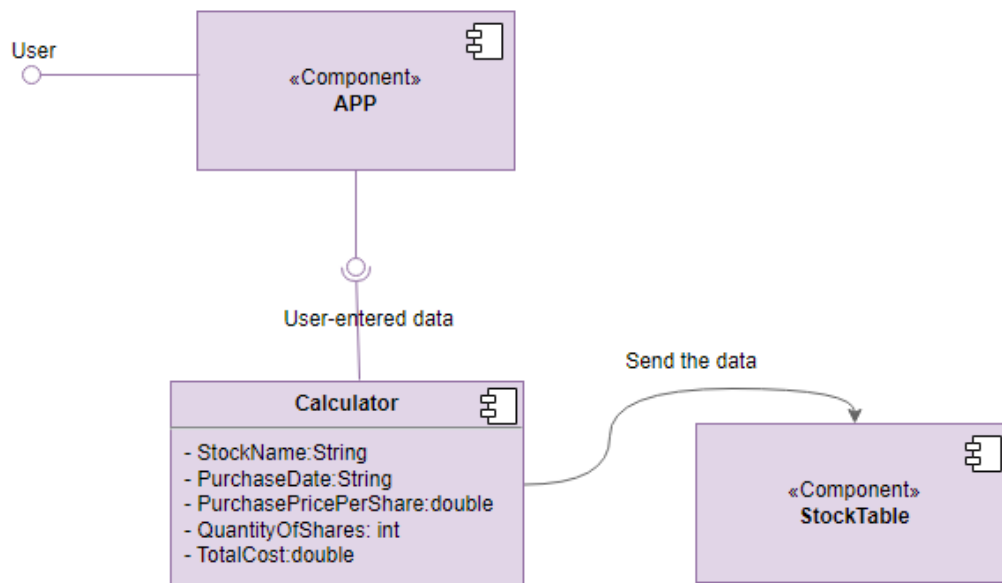 User
«Component»
APP
User-entered data
Send the data
Calculator
- StockName:String
- PurchaseDate:String
- PurchasePricePerShare:double
- QuantityOfShares: int
- TotalCost:double
«Component»
StockTable